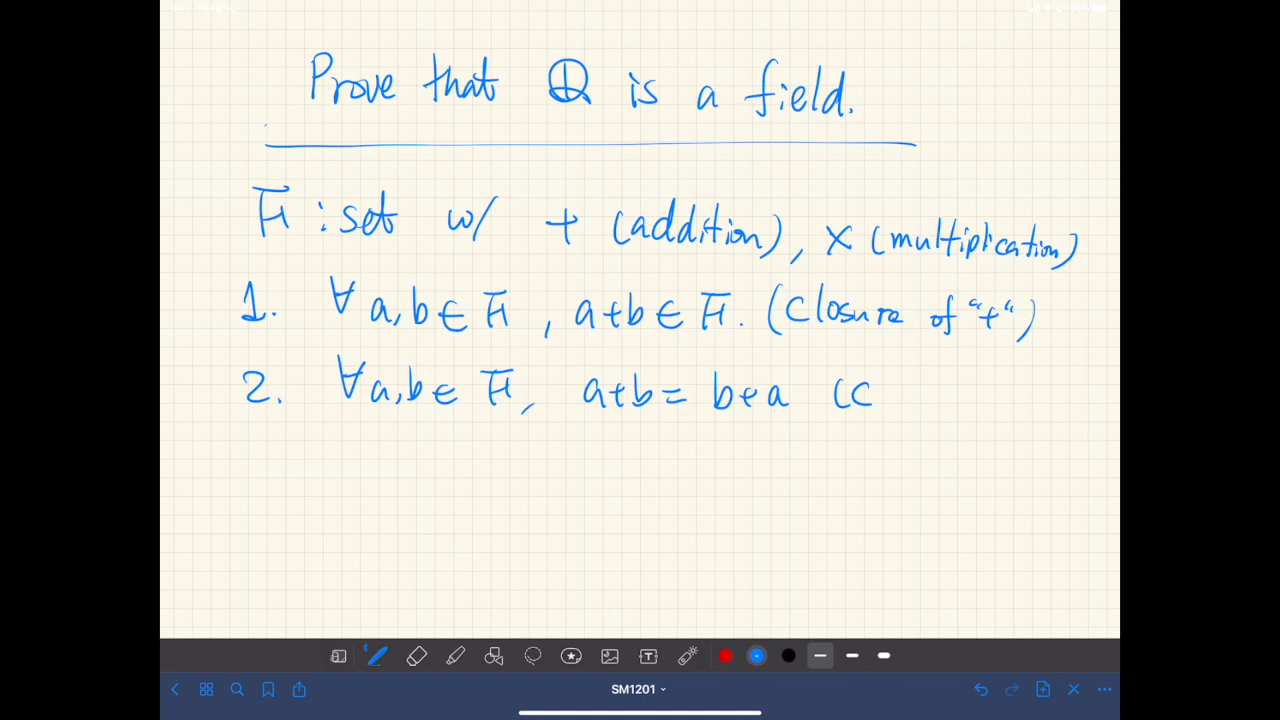 Prove that ℚ is a field.
𝔽 : set w/ + (addition), × (multiplication)
1. ∀ a,b ∈ 𝔽, a+b ∈ 𝔽. (Closure of "+")
2. ∀ a,b ∈ 𝔽, a+b = b+a (C
SM1201